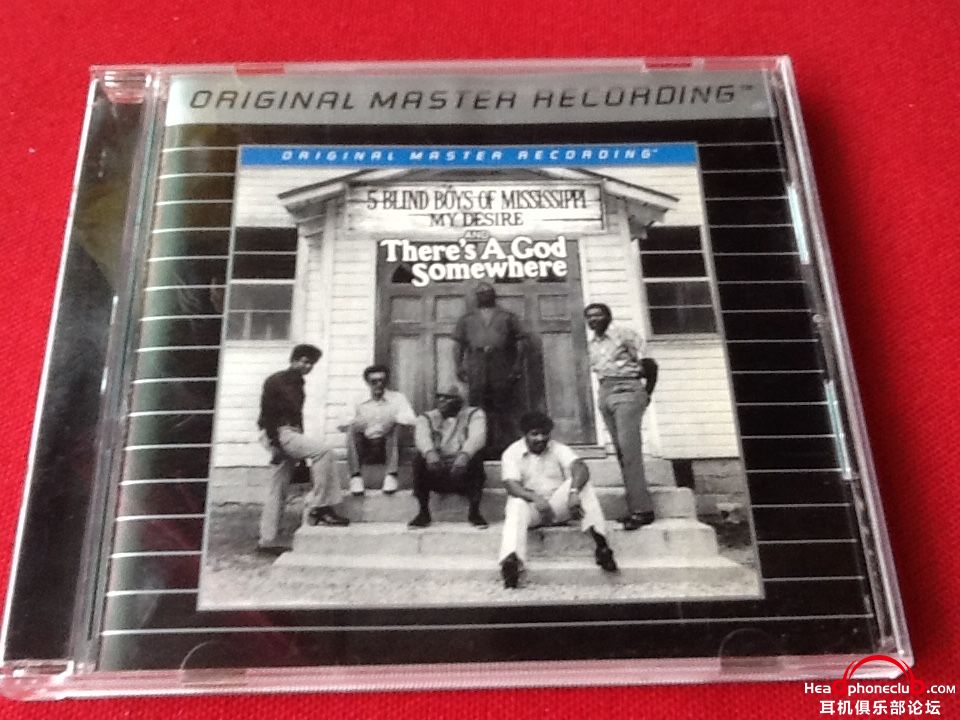 ORIGINAL MASTER RECORDING™
ORIGINAL MASTER RECORDING™
5 BLIND BOYS OF MISSISSIPPI
MY DESIRE
AND
There's A God
Somewhere
HeadphoneclUb.com
耳机俱乐部论坛